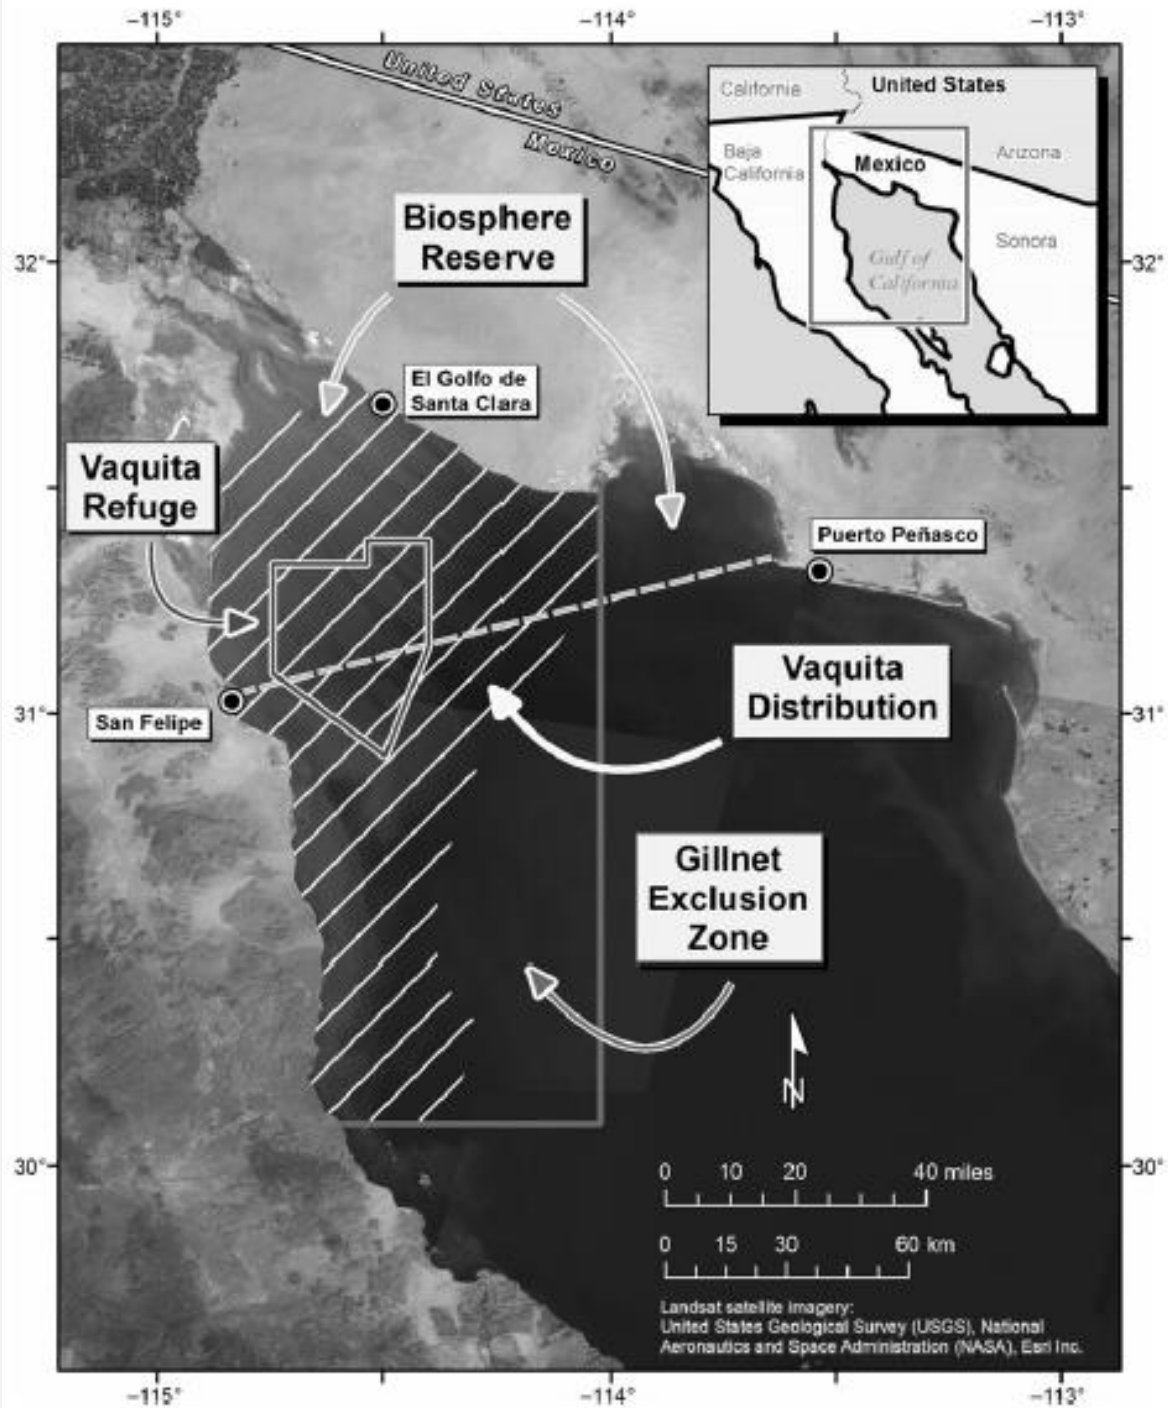 −115° −114° −113°
United States
Mexico
California
United States
Baja
California
Mexico
Arizona
Sonora
Gulf of
California
Biosphere
Reserve
32° 32°
El Golfo de
Santa Clara
Vaquita
Refuge
Puerto Peñasco
Vaquita
Distribution
31° 31°
San Felipe
Gillnet
Exclusion
Zone
N
30° 30°
0 10 20 40 miles
0 15 30 60 km
Landsat satellite imagery:
United States Geological Survey (USGS), National
Aeronautics and Space Administration (NASA), Esri Inc.
−115° −114° −113°